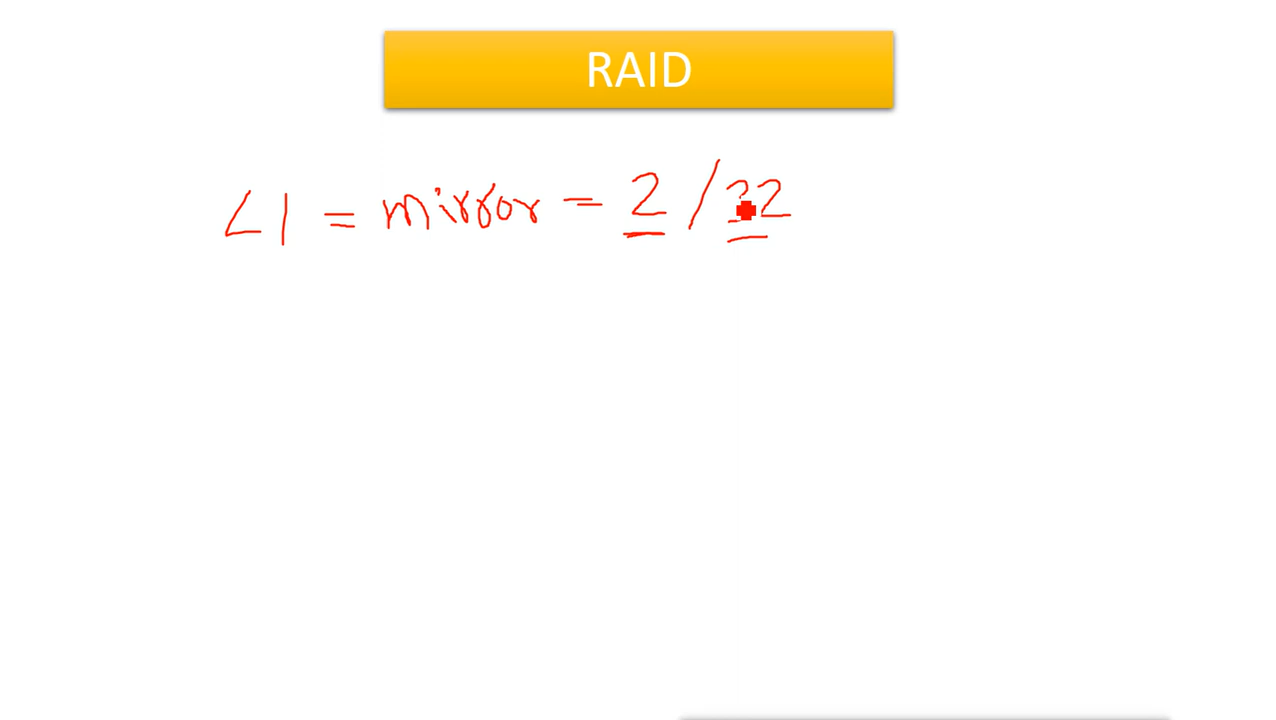 RAID
L1 = mirror = 2 / 32